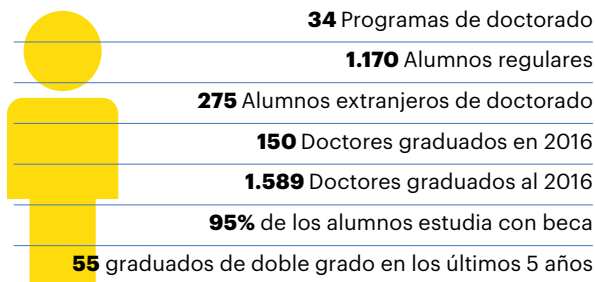 34 Programas de doctorado
1.170 Alumnos regulares
275 Alumnos extranjeros de doctorado
150 Doctores graduados en 2016
1.589 Doctores graduados al 2016
95% de los alumnos estudia con beca
55 graduados de doble grado en los últimos 5 años